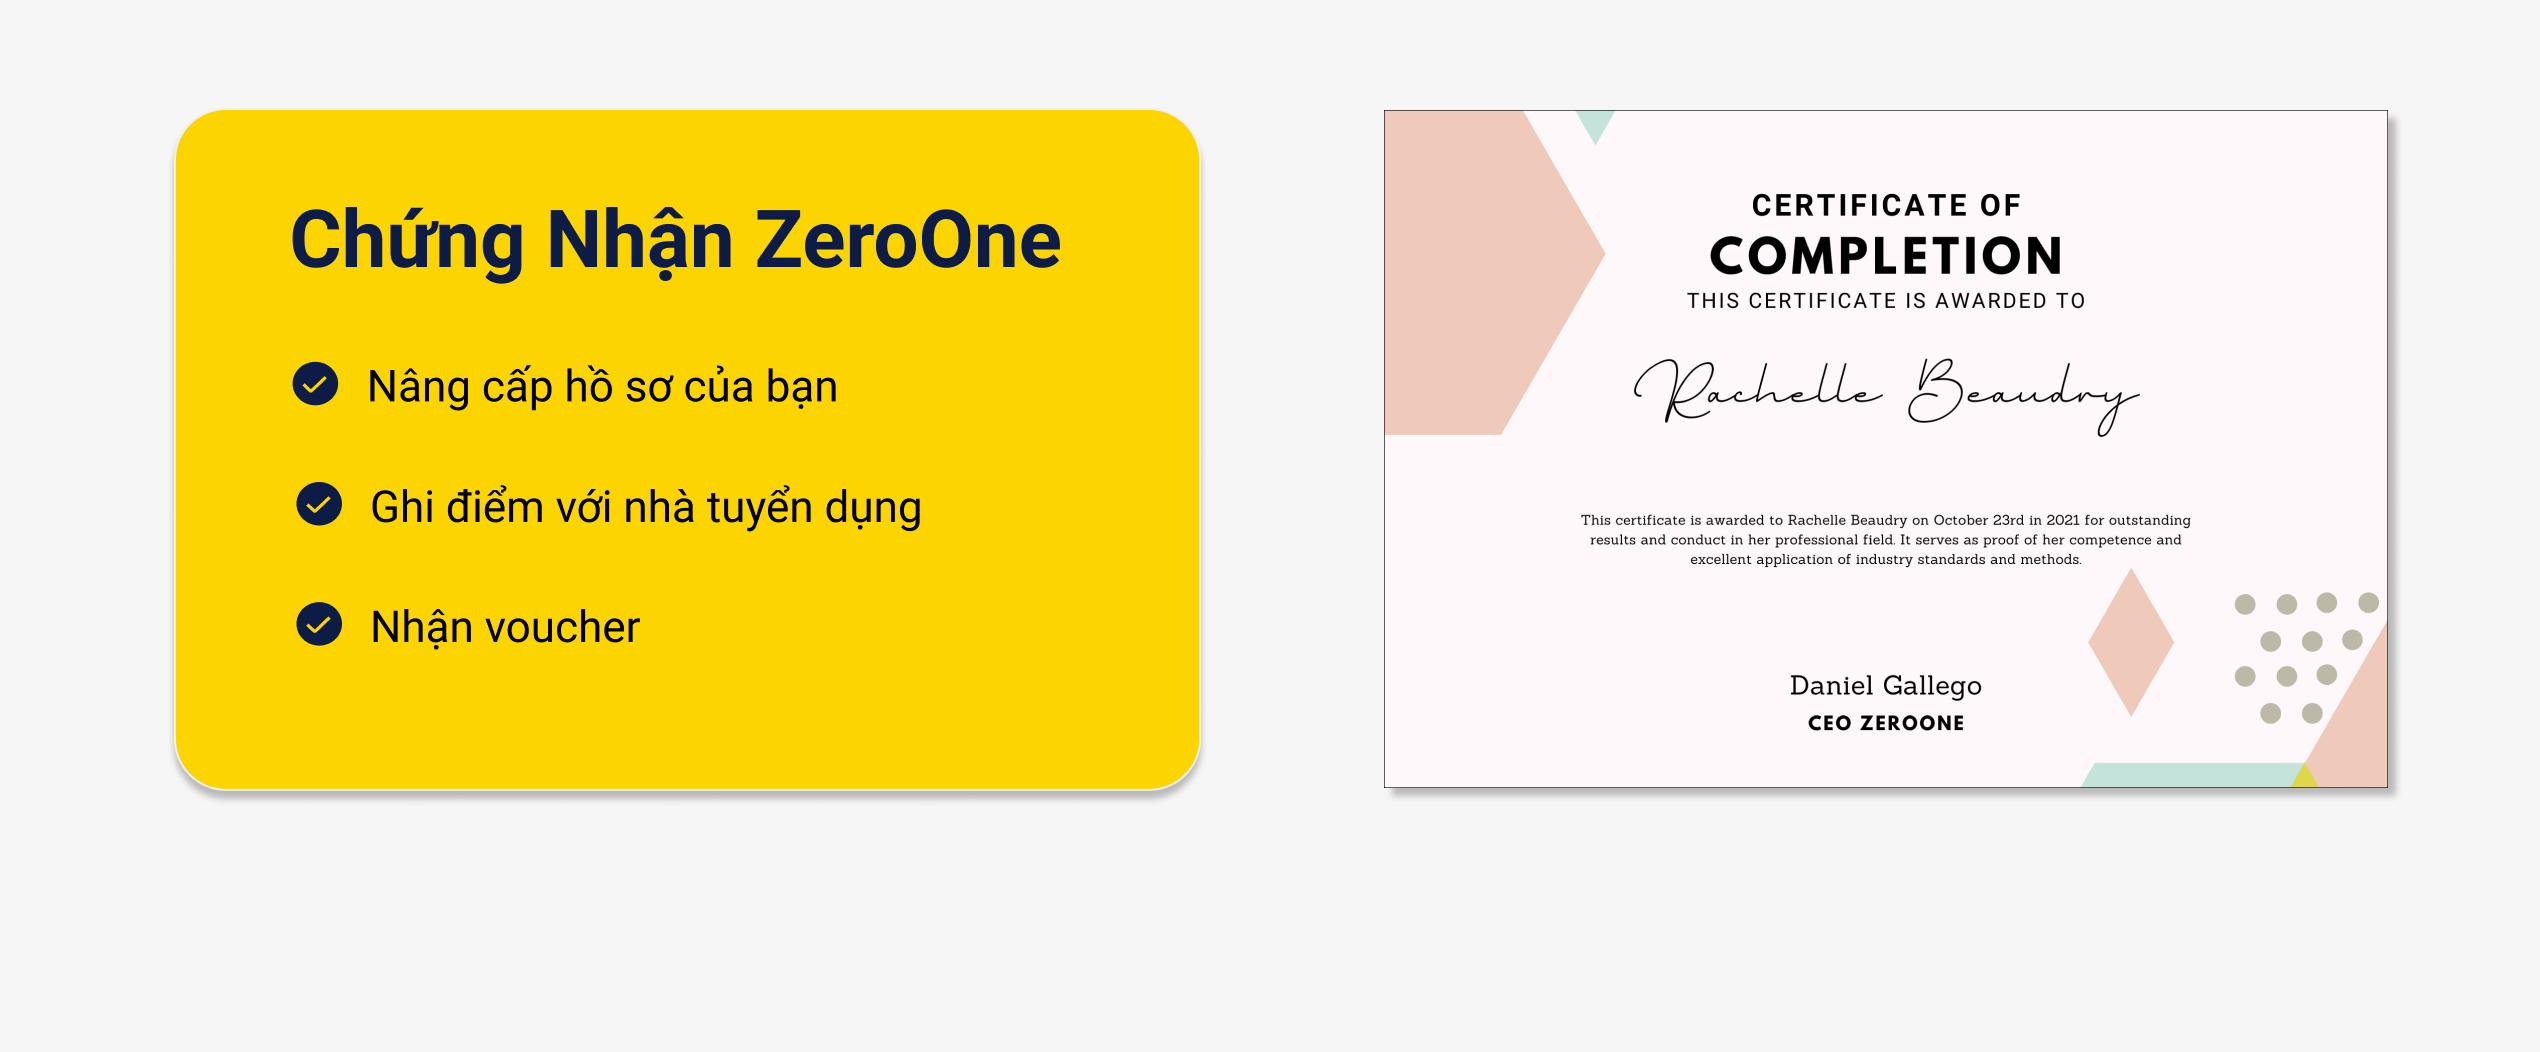 Chứng Nhận ZeroOne
Nâng cấp hồ sơ của bạn
Ghi điểm với nhà tuyển dụng
Nhận voucher
CERTIFICATE OF
COMPLETION
THIS CERTIFICATE IS AWARDED TO
Rachelle Beaudry
This certificate is awarded to Rachelle Beaudry on October 23rd in 2021 for outstanding
results and conduct in her professional field. It serves as proof of her competence and
excellent application of industry standards and methods.
Daniel Gallego
CEO ZEROONE